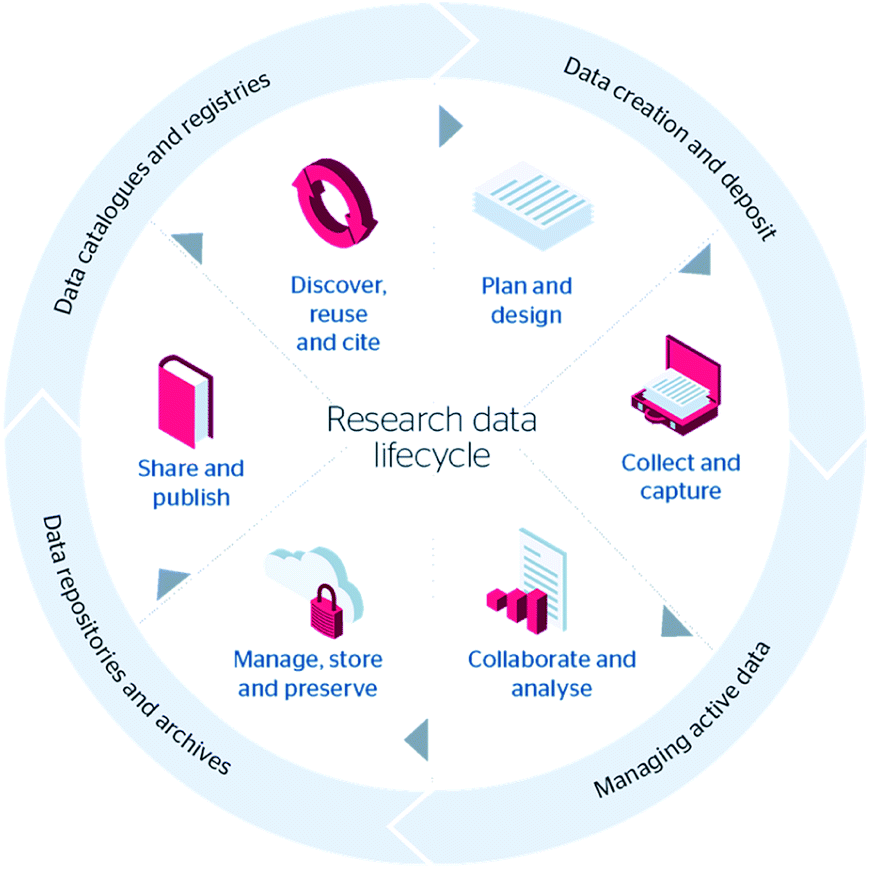 Data creation and deposit
Managing active data
Data repositories and archives
Data catalogues and registries
Plan and
design
Collect and
capture
Collaborate and
analyse
Manage, store
and preserve
Share and
publish
Discover,
reuse
and cite
Research data
lifecycle